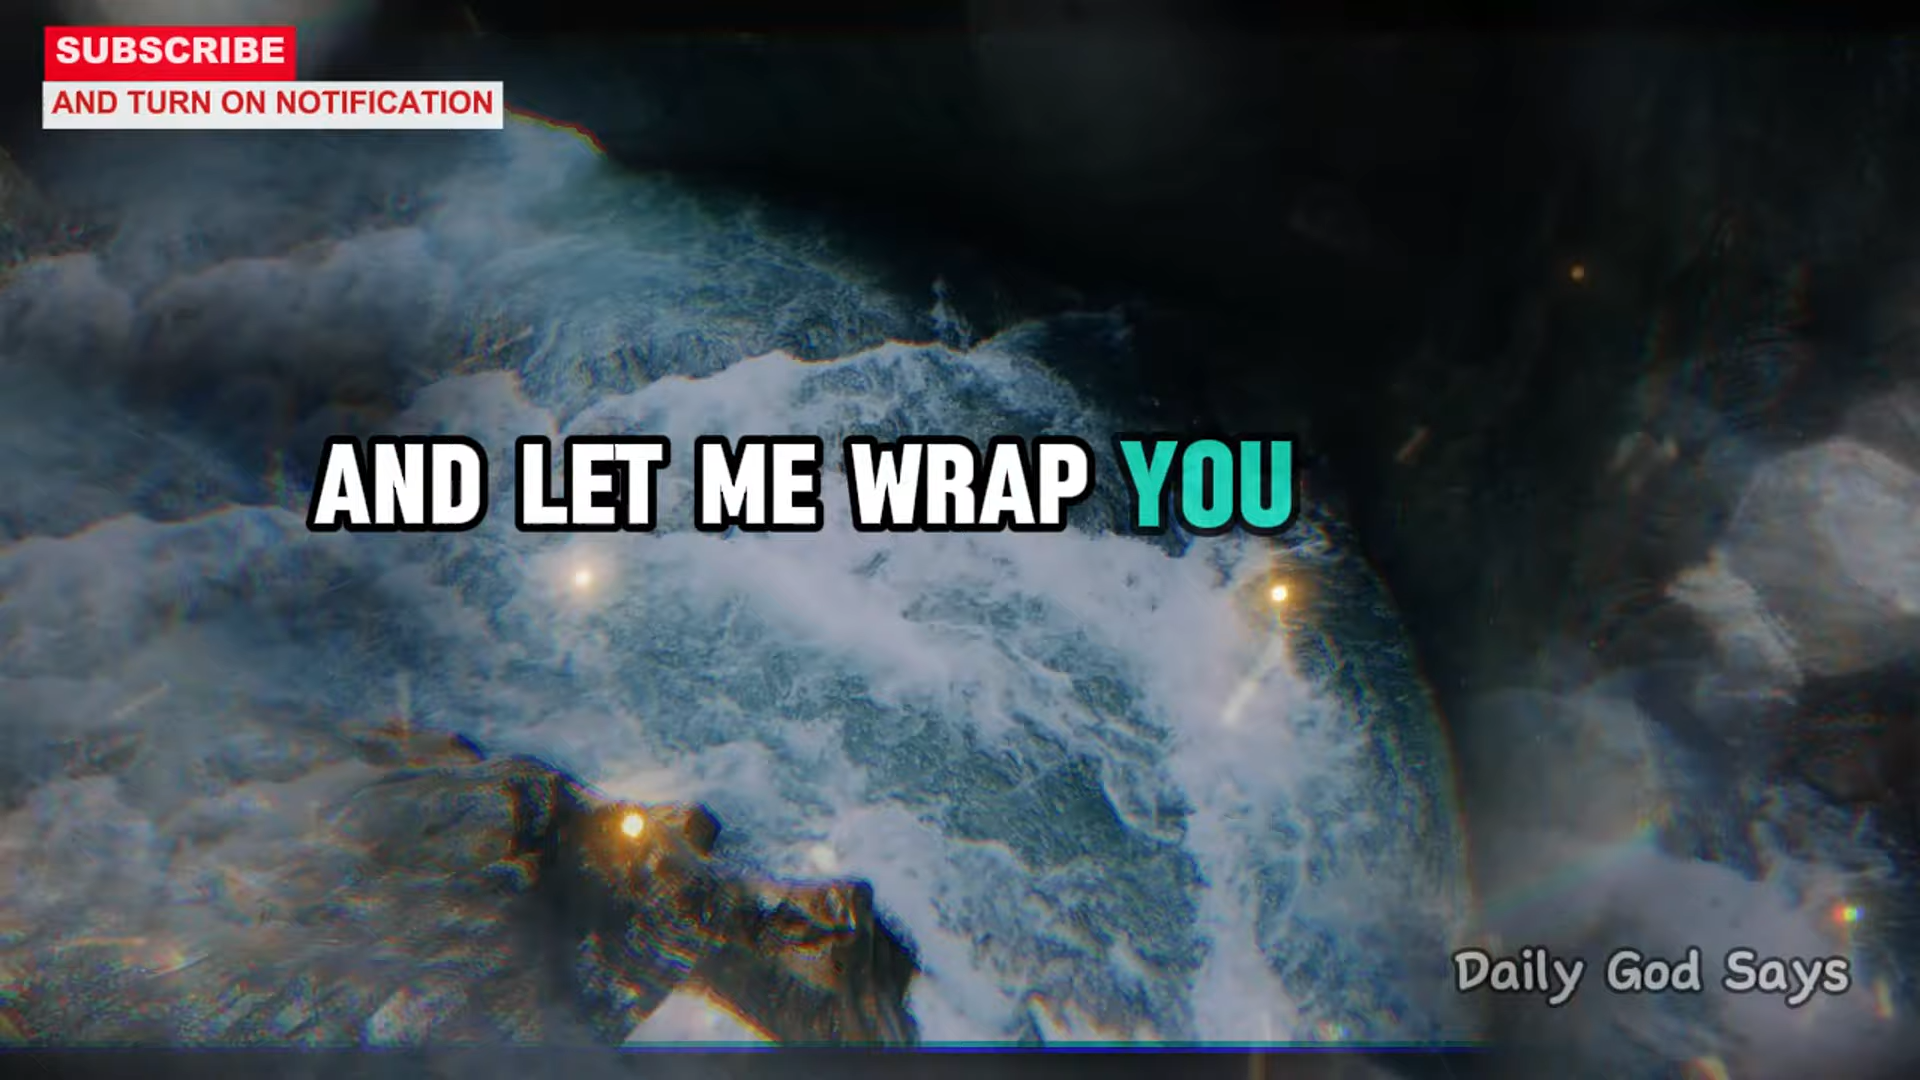 SUBSCRIBE
AND TURN ON NOTIFICATION
AND LET ME WRAP YOU
Daily God Says